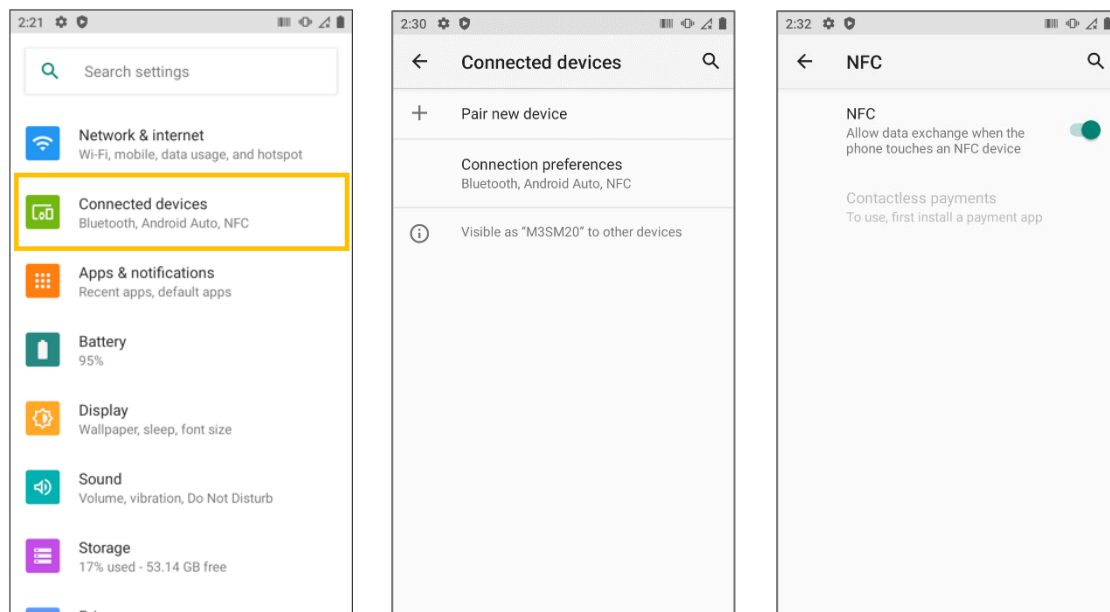 2:21
Search settings
Network & internet
Wi-Fi, mobile, data usage, and hotspot
Connected devices
Bluetooth, Android Auto, NFC
Apps & notifications
Recent apps, default apps
Battery
95%
Display
Wallpaper, sleep, font size
Sound
Volume, vibration, Do Not Disturb
Storage
17% used - 53.14 GB free
2:30
Connected devices
Pair new device
Connection preferences
Bluetooth, Android Auto, NFC
Visible as “M3SM20” to other devices
2:32
NFC
NFC
Allow data exchange when the
phone touches an NFC device
Contactless payments
To use, first install a payment app